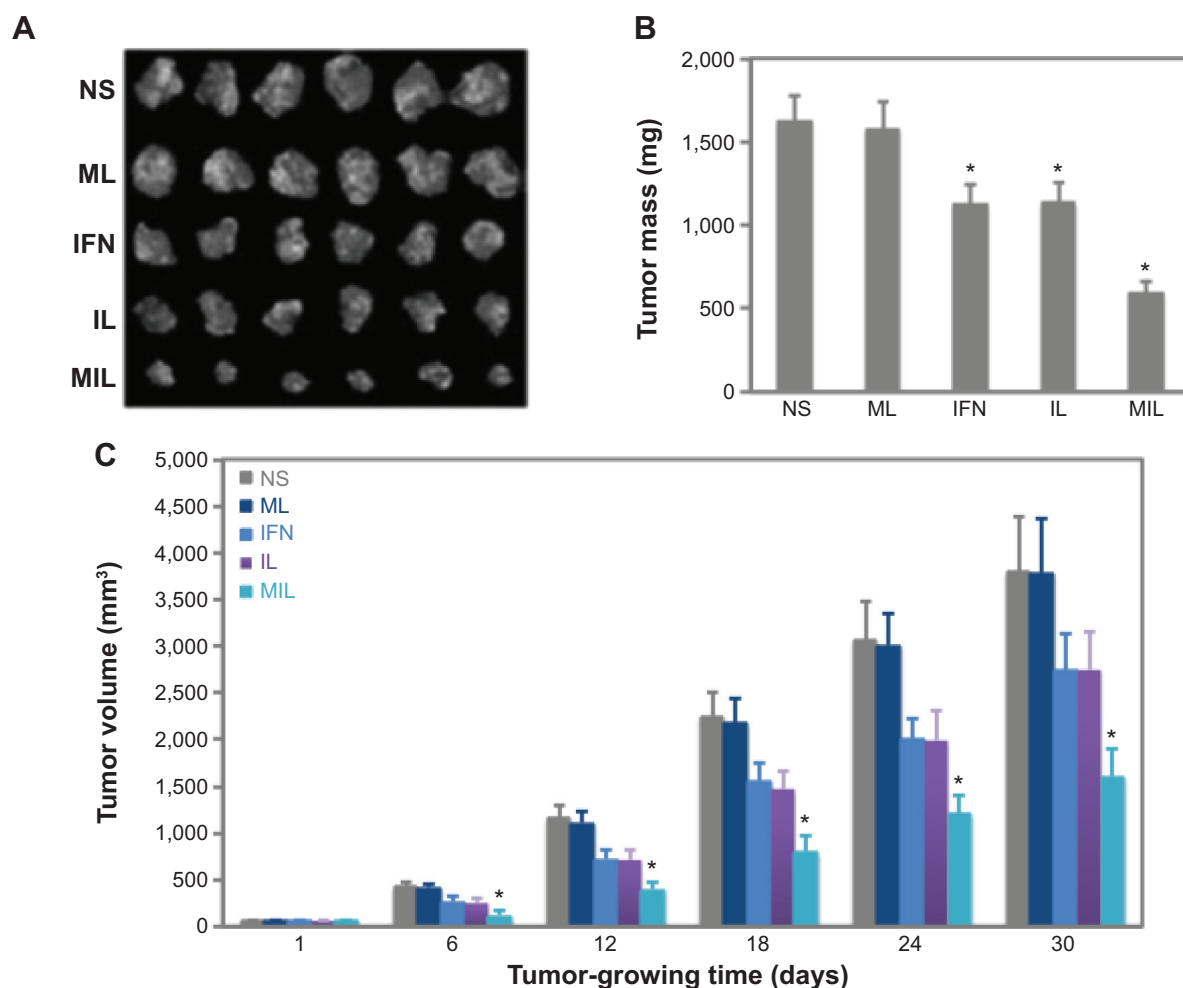 A
NS
ML
IFN
IL
MIL
B
Tumor mass (mg)
2,000
1,500
1,000
500
0
*
*
*
NS ML IFN IL MIL
C
Tumor volume (mm³)
5,000
4,500
4,000
3,500
3,000
2,500
2,000
1,500
1,000
500
0
NS
ML
IFN
IL
MIL
*
*
*
*
*
1 6 12 18 24 30
Tumor-growing time (days)